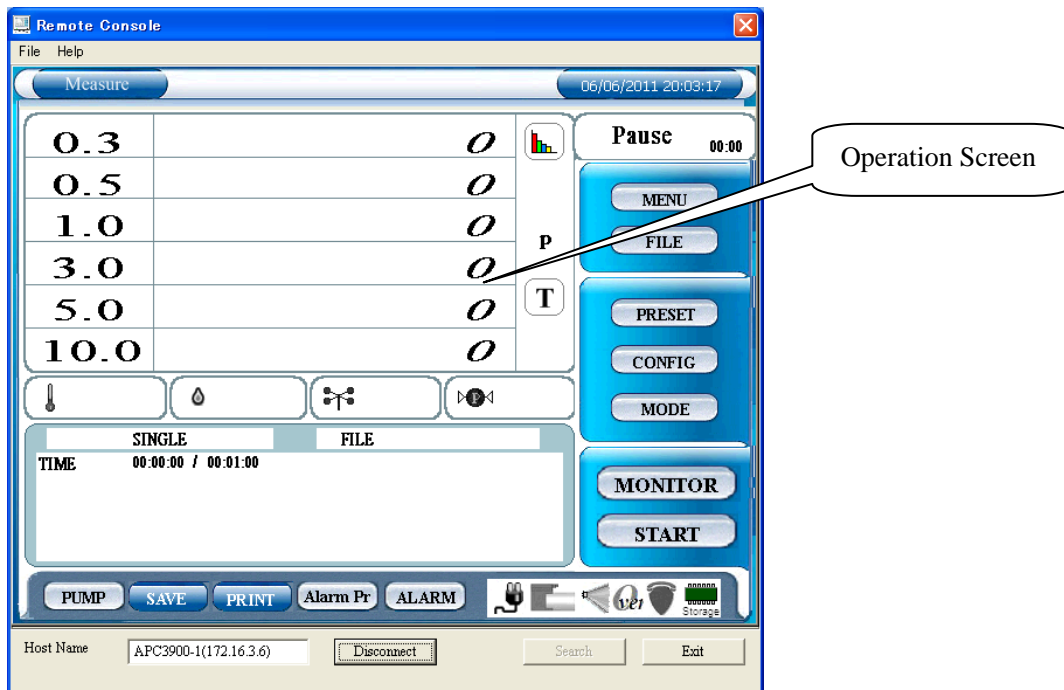 Remote Console
File Help
Measure
06/06/2011 20:03:17
0.3 0
0.5 0
1.0 0
3.0 0
5.0 0
10.0 0
P
T
Pause 00:00
MENU
FILE
PRESET
CONFIG
MODE
MONITOR
START
Operation Screen
P
SINGLE FILE
TIME 00:00:00 / 00:01:00
PUMP SAVE PRINT Alarm Pr ALARM
Over
Storage
Host Name APC3900-1(172.16.3.6) Disconnect Search Exit